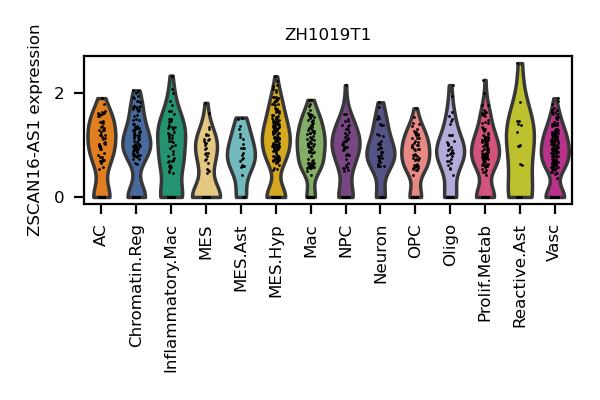 ZH1019T1
ZSCAN16-AS1 expression
2
0
AC
Chromatin.Reg
Inflammatory.Mac
MES
MES.Ast
MES.Hyp
Mac
NPC
Neuron
OPC
Oligo
Prolif.Metab
Reactive.Ast
Vasc